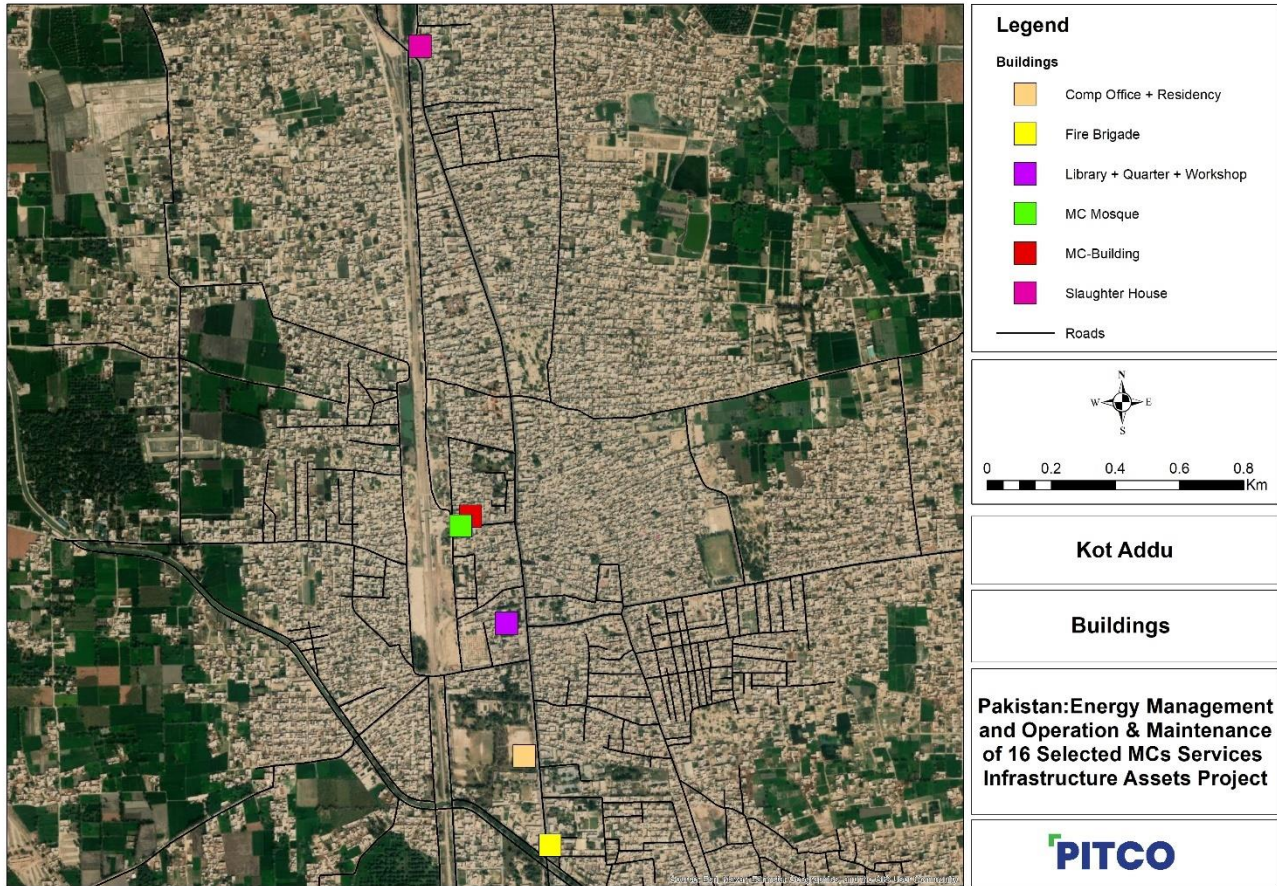 Legend
Buildings
Comp Office + Residency
Fire Brigade
Library + Quarter + Workshop
MC Mosque
MC-Building
Slaughter House
Roads
N
W E
S
0 0.2 0.4 0.6 0.8
Km
Kot Addu
Buildings
Pakistan:Energy Management
and Operation & Maintenance
of 16 Selected MCs Services
Infrastructure Assets Project
PITCO